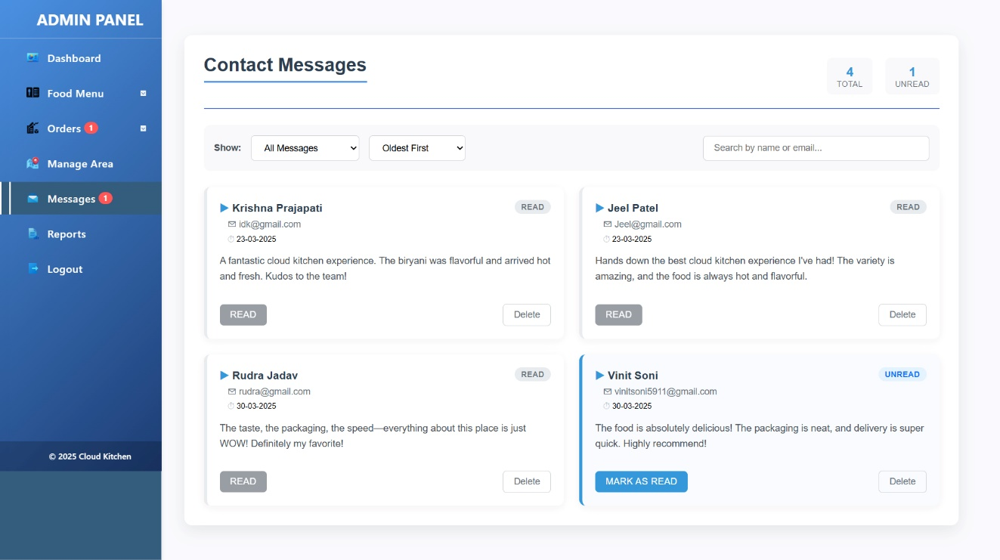 ADMIN PANEL
Dashboard
Food Menu
Orders 1
Manage Area
Messages 1
Reports
Logout
© 2025 Cloud Kitchen
Contact Messages
4
TOTAL
1
UNREAD
Show:
All Messages
Oldest First
Search by name or email...
Krishna Prajapati
READ
idk@gmail.com
23-03-2025
A fantastic cloud kitchen experience. The biryani was flavorful and arrived hot
and fresh. Kudos to the team!
READ
Delete
Jeel Patel
READ
Jeel@gmail.com
23-03-2025
Hands down the best cloud kitchen experience I've had! The variety is
amazing, and the food is always hot and flavorful.
READ
Delete
Rudra Jadav
READ
rudra@gmail.com
30-03-2025
The taste, the packaging, the speed—everything about this place is just
WOW! Definitely my favorite!
READ
Delete
Vinit Soni
UNREAD
vinitsoni5911@gmail.com
30-03-2025
The food is absolutely delicious! The packaging is neat, and delivery is super
quick. Highly recommend!
MARK AS READ
Delete